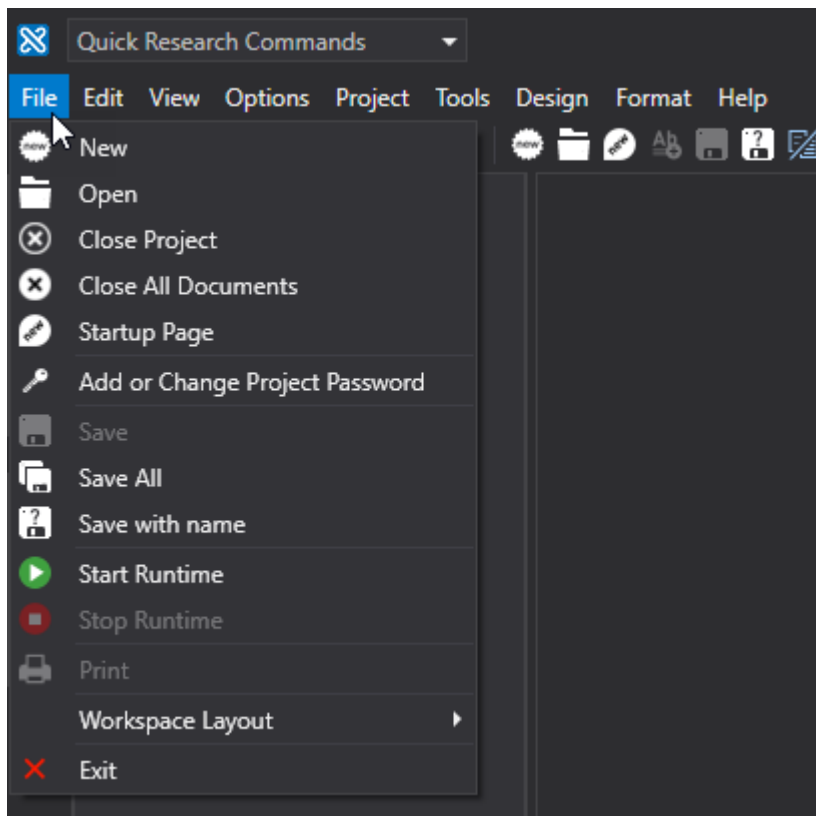 Quick Research Commands
File Edit View Options Project Tools Design Format Help
New
Open
Close Project
Close All Documents
Startup Page
Add or Change Project Password
Save
Save All
Save with name
Start Runtime
Stop Runtime
Print
Workspace Layout
Exit